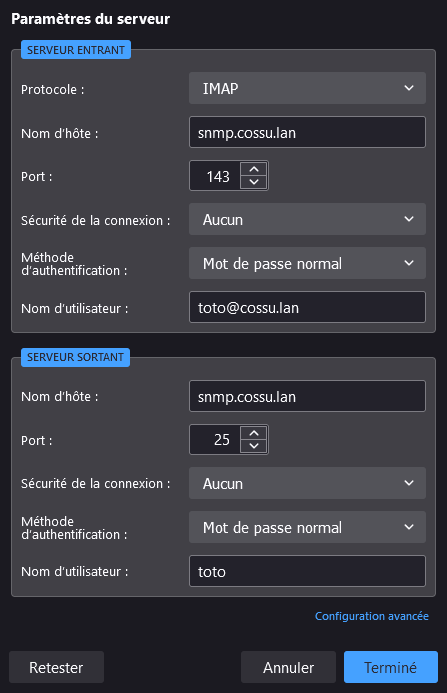 Paramètres du serveur
SERVEUR ENTRANT
Protocole :
IMAP
Nom d'hôte :
snmp.cossu.lan
Port :
143
Sécurité de la connexion :
Aucun
Méthode
d'authentification :
Mot de passe normal
Nom d'utilisateur :
toto@cossu.lan
SERVEUR SORTANT
Nom d'hôte :
snmp.cossu.lan
Port :
25
Sécurité de la connexion :
Aucun
Méthode
d'authentification :
Mot de passe normal
Nom d'utilisateur :
toto
Configuration avancée
Retester
Annuler
Terminé